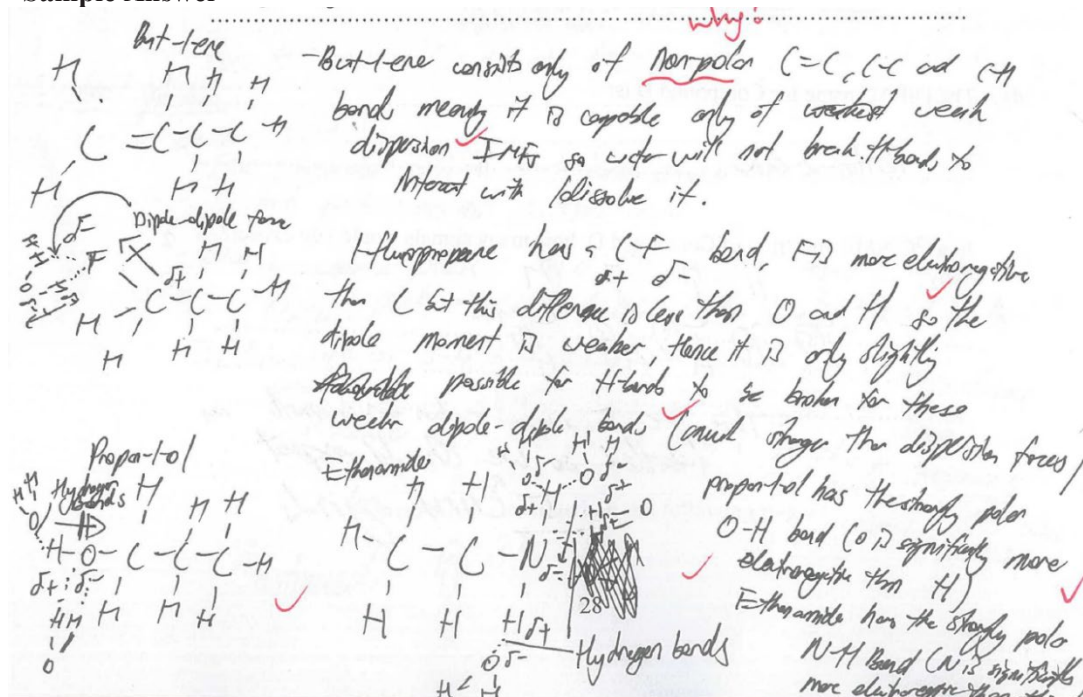 Sample Answer
why?
But-1-ene
- But-1-ene consists only of nonpolar C=C, C-C and C-H
bonds meaning it is capable only of weak
dispersion IMFs so water will not break H-bonds to
interact with / dissolve it.
Dipole-dipole force
1-fluoropropane has a C-F bond, F is more electronegative
δ+ δ-
than C but this difference is less than O and H so the
dipole moment is weaker, hence it is only slightly
possible for H-bonds to be broken for these
weaker dipole-dipole bonds (much stronger than dispersion forces)
Propan-1-ol
Hydrogen bonds
Ethanamide
propan-1-ol has the strongly polar
O-H bond (O is significantly more
electronegative than H)
Ethanamide has the strongly polar
N-H Bond (N is significantly
more electronegative than
28
Hydrogen bonds